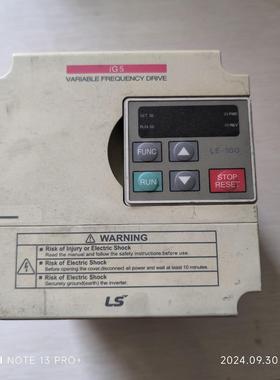 iG5
VARIABLE FREQUENCY DRIVE
SET
FWD
RUN
REV
LE-100
FUNC
RUN
STOP
RESET
WARNING
Risk of Injury or Electric Shock
Read the manual and follow the safety instructions before use.
Risk of Electric Shock
Before opening the cover, disconnect all power and wait at least 10 minutes.
Risk of Electric Shock
Securely ground(earth) the inverter.
LS
NOTE 13 PRO+
2024.09.30